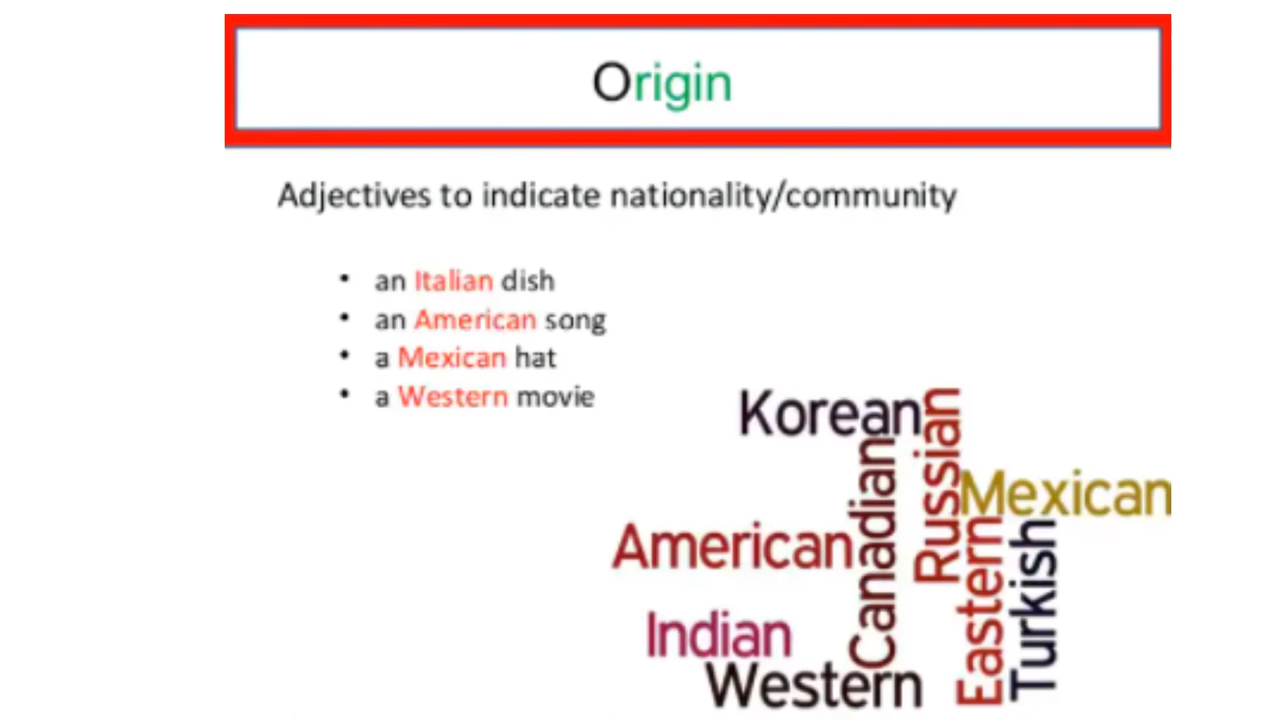 Origin
Adjectives to indicate nationality/community
• an Italian dish
• an American song
• a Mexican hat
• a Western movie
Korean
Canadian
Russian
Mexican
American
Eastern
Turkish
Indian
Western